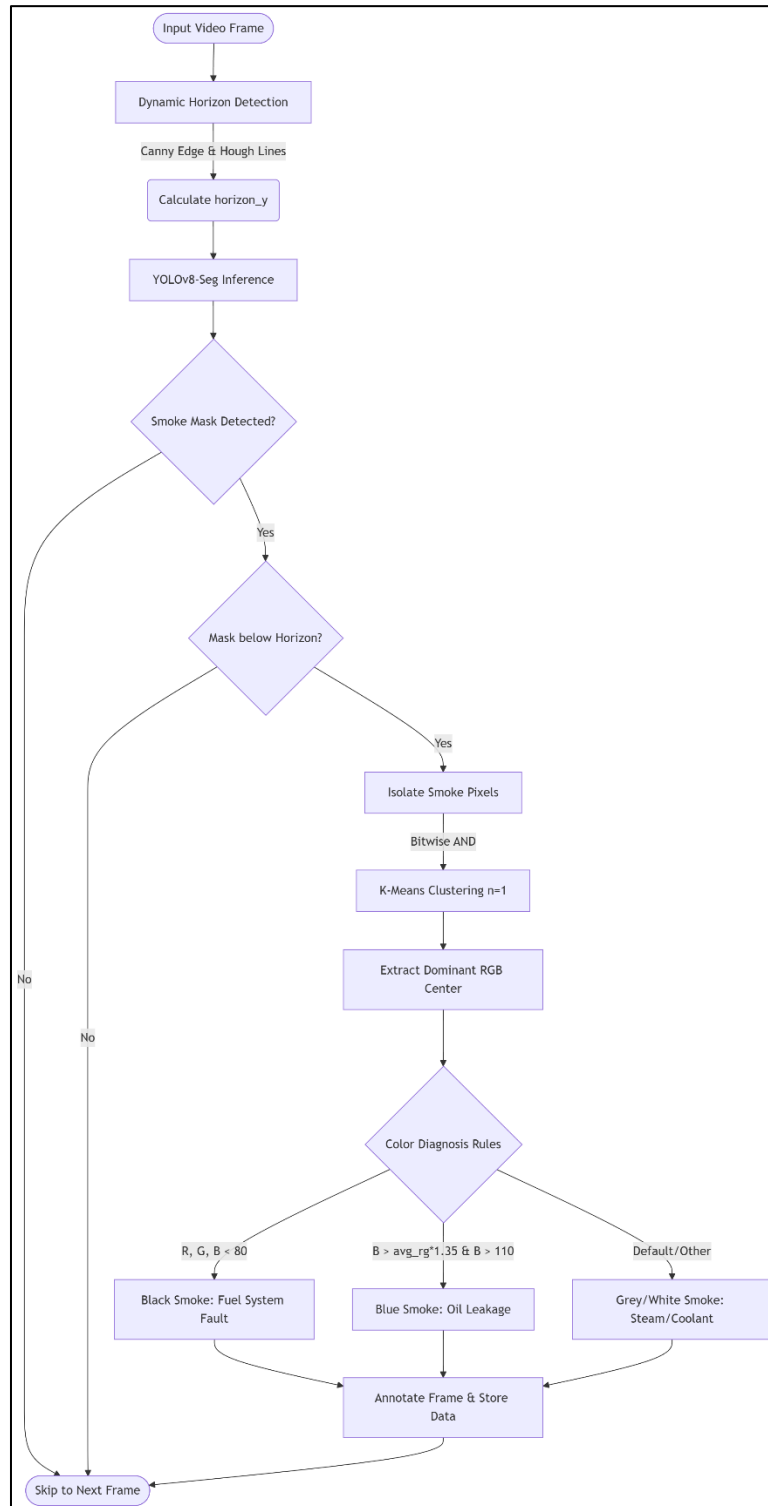 Input Video Frame
Dynamic Horizon Detection
Canny Edge & Hough Lines
Calculate horizon_y
YOLOv8-Seg Inference
Smoke Mask Detected?
Yes
Mask below Horizon?
Yes
Isolate Smoke Pixels
Bitwise AND
K-Means Clustering n=1
Extract Dominant RGB
Center
No
No
Color Diagnosis Rules
R, G, B < 80
B > avg_rg*1.35 & B > 110
Default/Other
Black Smoke: Fuel System
Fault
Blue Smoke: Oil Leakage
Grey/White Smoke:
Steam/Coolant
Annotate Frame & Store
Data
Skip to Next Frame